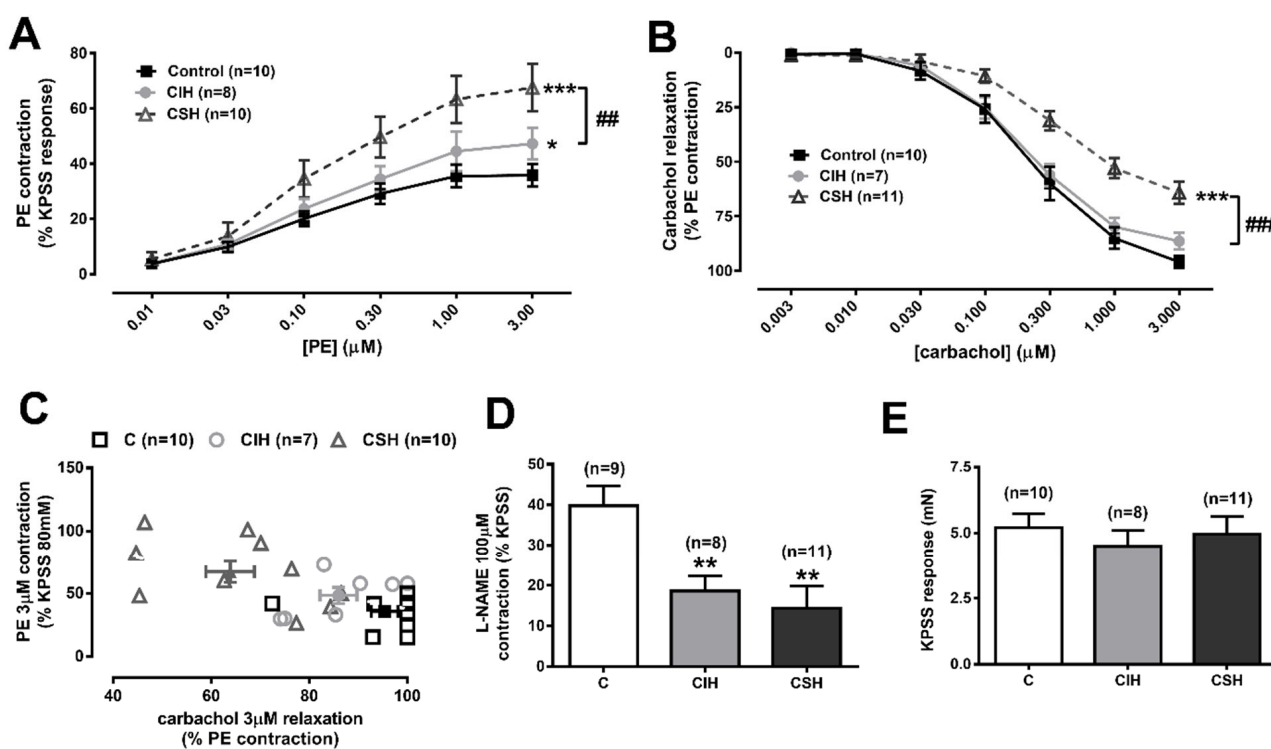 A
PE contraction
(% KPSS response)
80
60
40
20
0
Control (n=10)
CIH (n=8)
CSH (n=10)
***
##
*
0.01
0.03
0.10
0.30
1.00
3.00
[PE] (μM)
B
Carbachol relaxation
(% PE contraction)
0
25
50
75
100
Control (n=10)
CIH (n=7)
CSH (n=11)
***
###
0.003
0.010
0.030
0.100
0.300
1.000
3.000
[carbachol] (μM)
C
C (n=10)
CIH (n=7)
CSH (n=10)
PE 3μM contraction
(% KPSS 80mM)
150
100
50
0
40
60
80
100
carbachol 3μM relaxation
(% PE contraction)
D
L-NAME 100μM
contraction (% KPSS)
50
40
30
20
10
0
(n=9)
(n=8)
**
(n=11)
**
C
CIH
CSH
E
KPSS response (mN)
7.5
5.0
2.5
0.0
(n=10)
(n=8)
(n=11)
C
CIH
CSH